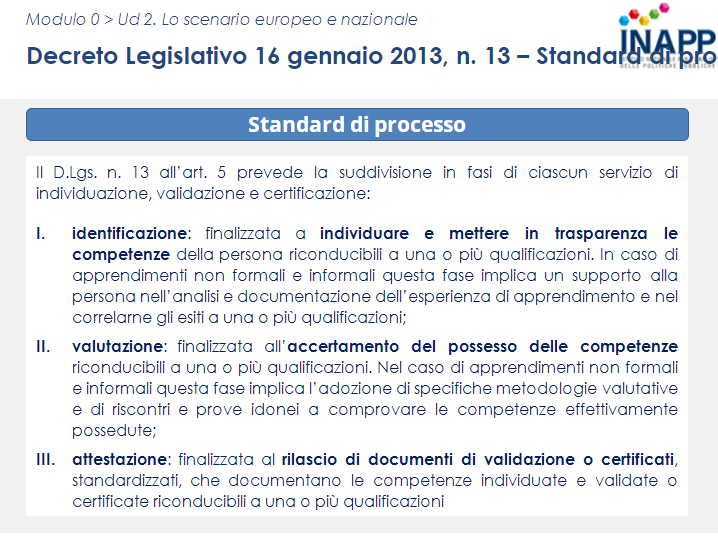 Modulo 0 > Ud 2. Lo scenario europeo e nazionale
INAPP
Decreto Legislativo 16 gennaio 2013, n. 13 – Standard di pro
DELLE POLITICHE PUBBLICHE
Standard di processo
Il D.Lgs. n. 13 all’art. 5 prevede la suddivisione in fasi di ciascun servizio di
individuazione, validazione e certificazione:
I. identificazione: finalizzata a individuare e mettere in trasparenza le
competenze della persona riconducibili a una o più qualificazioni. In caso di
apprendimenti non formali e informali questa fase implica un supporto alla
persona nell’analisi e documentazione dell’esperienza di apprendimento e nel
correlarne gli esiti a una o più qualificazioni;
II. valutazione: finalizzata all’accertamento del possesso delle competenze
riconducibili a una o più qualificazioni. Nel caso di apprendimenti non formali
e informali questa fase implica l’adozione di specifiche metodologie valutative
e di riscontri e prove idonei a comprovare le competenze effettivamente
possedute;
III. attestazione: finalizzata al rilascio di documenti di validazione o certificati,
standardizzati, che documentano le competenze individuate e validate o
certificate riconducibili a una o più qualificazioni